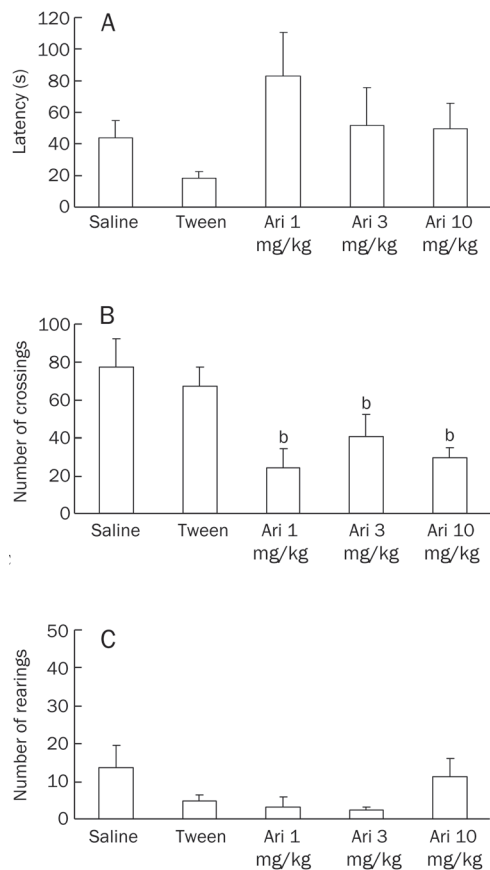 A
Latency (s)
120
100
80
60
40
20
0
Saline Tween Ari 1 Ari 3 Ari 10
mg/kg mg/kg mg/kg
B
Number of crossings
100
80
60
40
20
0
b b b
Saline Tween Ari 1 Ari 3 Ari 10
mg/kg mg/kg mg/kg
C
Number of rearings
50
40
30
20
10
0
Saline Tween Ari 1 Ari 3 Ari 10
mg/kg mg/kg mg/kg